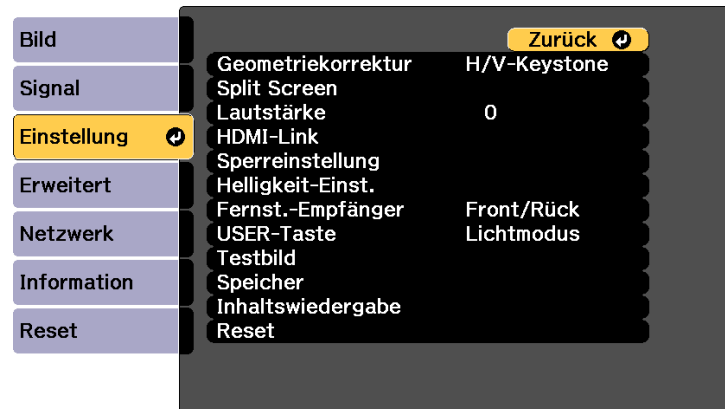 Bild
Signal
Einstellung
Erweitert
Netzwerk
Information
Reset
Zurück
Geometriekorrektur H/V-Keystone
Split Screen
Lautstärke 0
HDMI-Link
Sperreinstellung
Helligkeit-Einst.
Fernst.-Empfänger Front/Rück
USER-Taste Lichtmodus
Testbild
Speicher
Inhaltswiedergabe
Reset